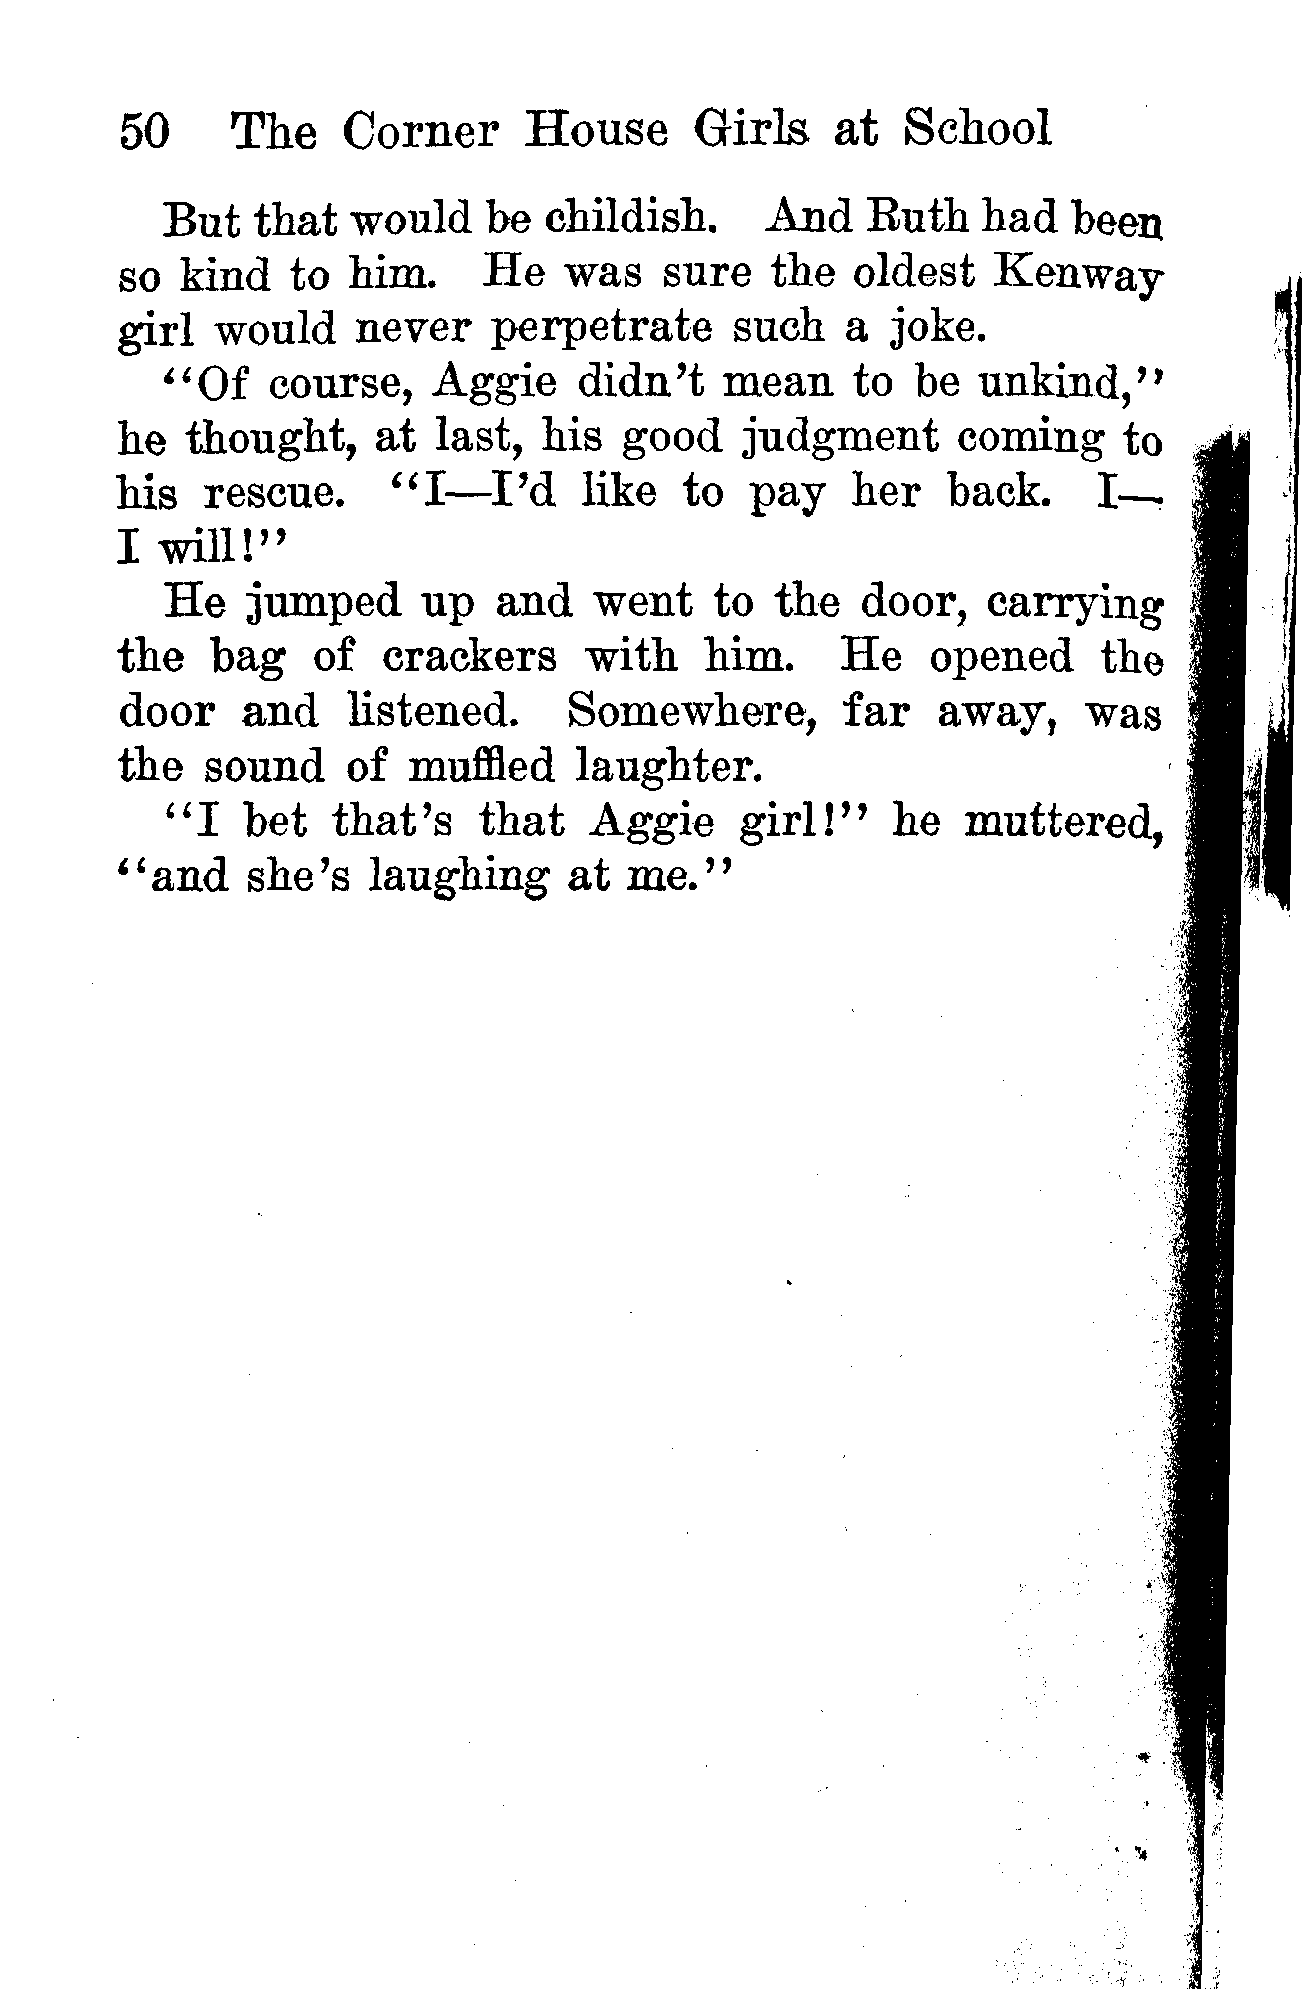 50 The Corner House Girls at School
But that would be childish. And Ruth had been
so kind to him. He was sure the oldest Kenway
girl would never perpetrate such a joke.
“Of course, Aggie didn’t mean to be unkind,”
he thought, at last, his good judgment coming to
his rescue. “I—I’d like to pay her back. I—
I will!”
He jumped up and went to the door, carrying
the bag of crackers with him. He opened the
door and listened. Somewhere, far away, was
the sound of muffled laughter.
“I bet that’s that Aggie girl!” he muttered,
“and she’s laughing at me.”